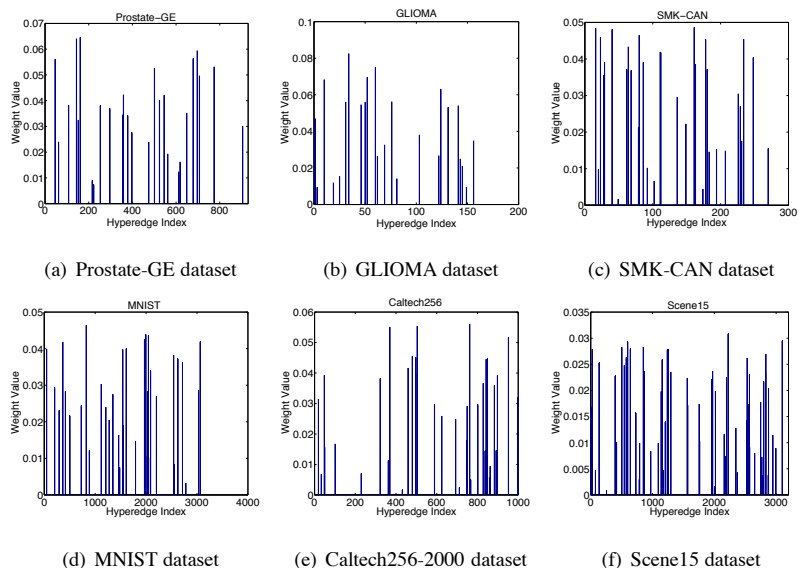 Prostate-GE
0.07
0.06
0.05
0.04
0.03
0.02
0.01
0
Weight Value
0 200 400 600 800
Hyperedge Index
(a) Prostate-GE dataset
GLIOMA
0.1
0.08
0.06
0.04
0.02
0
Weight Value
0 50 100 150 200
Hyperedge Index
(b) GLIOMA dataset
SMK-CAN
0.05
0.04
0.03
0.02
0.01
0
Weight Value
0 100 200 300
Hyperedge Index
(c) SMK-CAN dataset
MNIST
0.05
0.04
0.03
0.02
0.01
0
Weight Value
0 1000 2000 3000 4000
Hyperedge Index
(d) MNIST dataset
Caltech256
0.06
0.05
0.04
0.03
0.02
0.01
0
Weight Value
0 200 400 600 800 1000
Hyperedge Index
(e) Caltech256-2000 dataset
Scene15
0.035
0.03
0.025
0.02
0.015
0.01
0.005
0
Weight Value
0 1000 2000 3000
Hyperedge Index
(f) Scene15 dataset